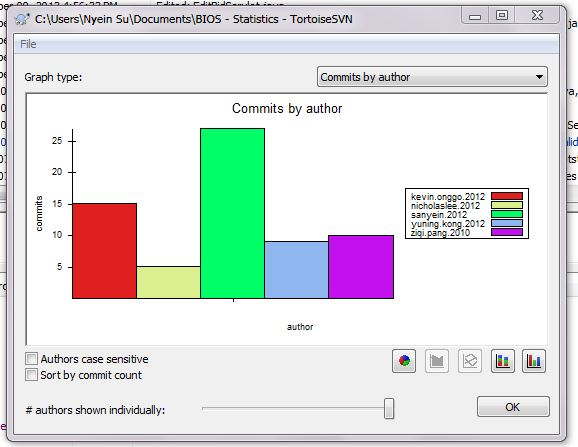 C:\Users\Nyein Su\Documents\BIOS - Statistics - TortoiseSVN
File
Graph type:
Commits by author
Commits by author
25
20
15
10
5
commits
author
kevin.onggo.2012
nicholaslee.2012
sanyein.2012
yuning.kong.2012
ziqi.pang.2010
Authors case sensitive
Sort by commit count
# authors shown individually:
OK